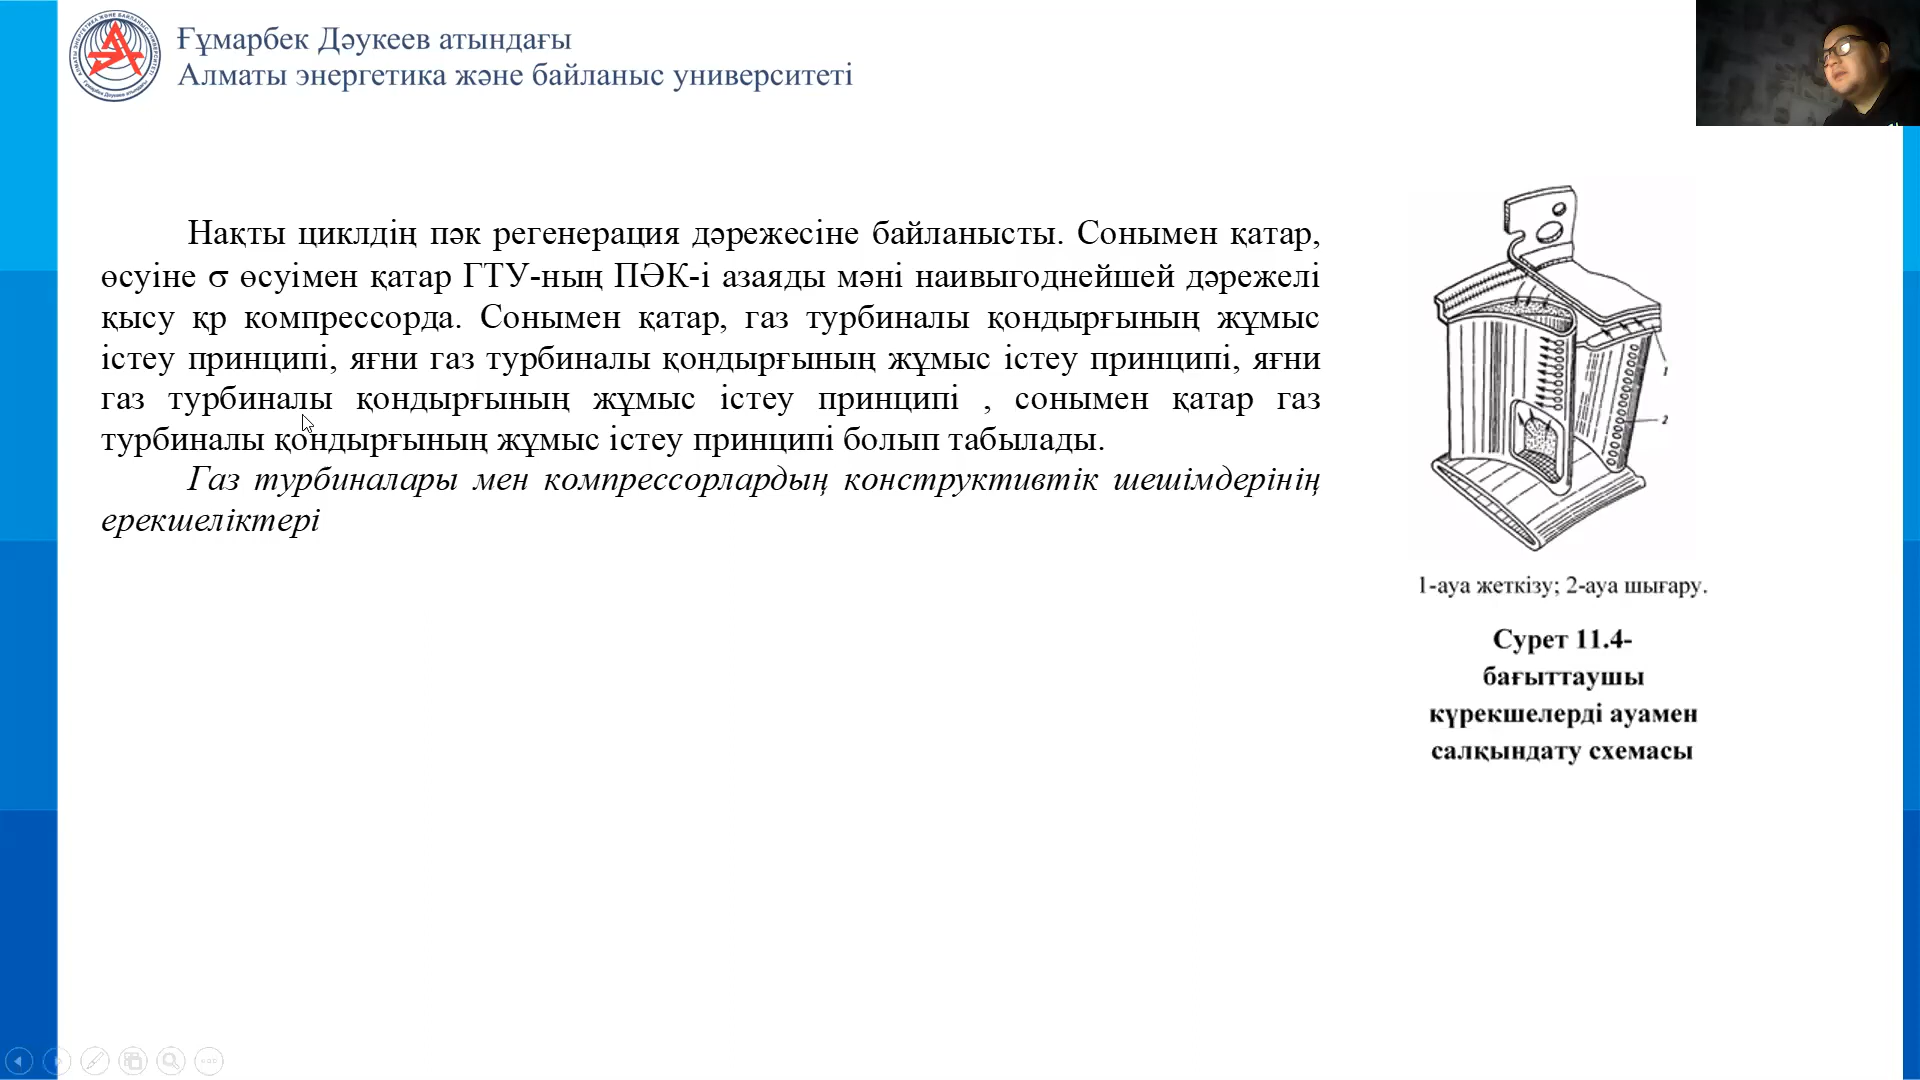 Ғұмарбек Дәукеев атындағы
Алматы энергетика және байланыс университеті
Нақты циклдің пәк регенерация дәрежесіне байланысты. Сонымен қатар,
өсуіне σ өсуімен қатар ГТУ-ның ПӘК-і азаяды мәні наивыгоднейшей дәрежелі
қысу қр компрессорда. Сонымен қатар, газ турбиналы қондырғының жұмыс
істеу принципі, яғни газ турбиналы қондырғының жұмыс істеу принципі, яғни
газ турбиналы қондырғының жұмыс істеу принципі , сонымен қатар газ
турбиналы қондырғының жұмыс істеу принципі болып табылады.
Газ турбиналары мен компрессорлардың конструктивтік шешімдерінің
ерекшеліктері
1
2
1-ауа жеткізу; 2-ауа шығару.
Сурет 11.4-
бағыттаушы
күрекшелерді ауамен
салқындату схемасы